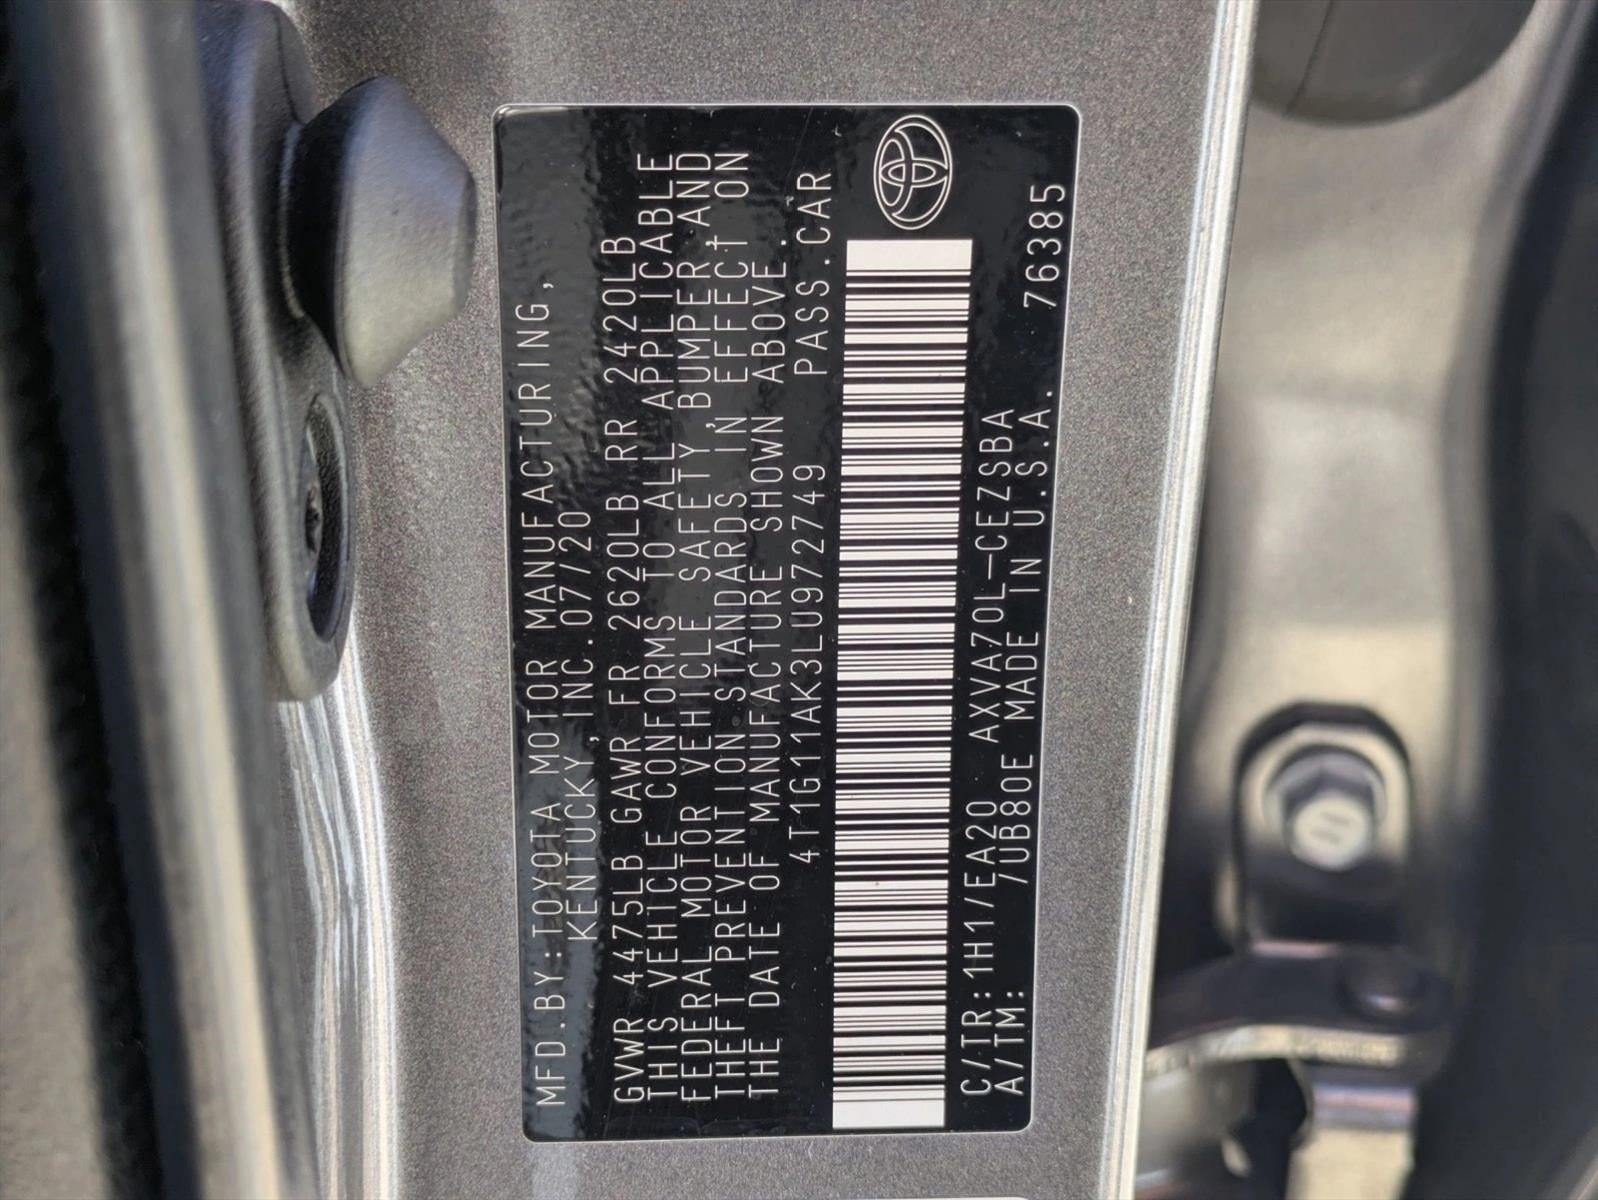 MFD.BY:TOYOTA MOTOR MANUFACTURING,
KENTUCKY,INC.07/20
GVWR 4475LB GAWR FR 2620LB RR 2420LB
THIS VEHICLE CONFORMS TO ALL APPLICABLE
FEDERAL MOTOR VEHICLE SAFETY,BUMPER,AND
THEFT PREVENTION STANDARDS IN EFFECT ON
THE DATE OF MANUFACTURE SHOWN ABOVE.
4T1G11AK3LU972749 PASS.CAR
C/TR:1H1/EA20 AXVA70L-CEZSBA
A/TM: /UB80E MADE IN U.S.A. 76385